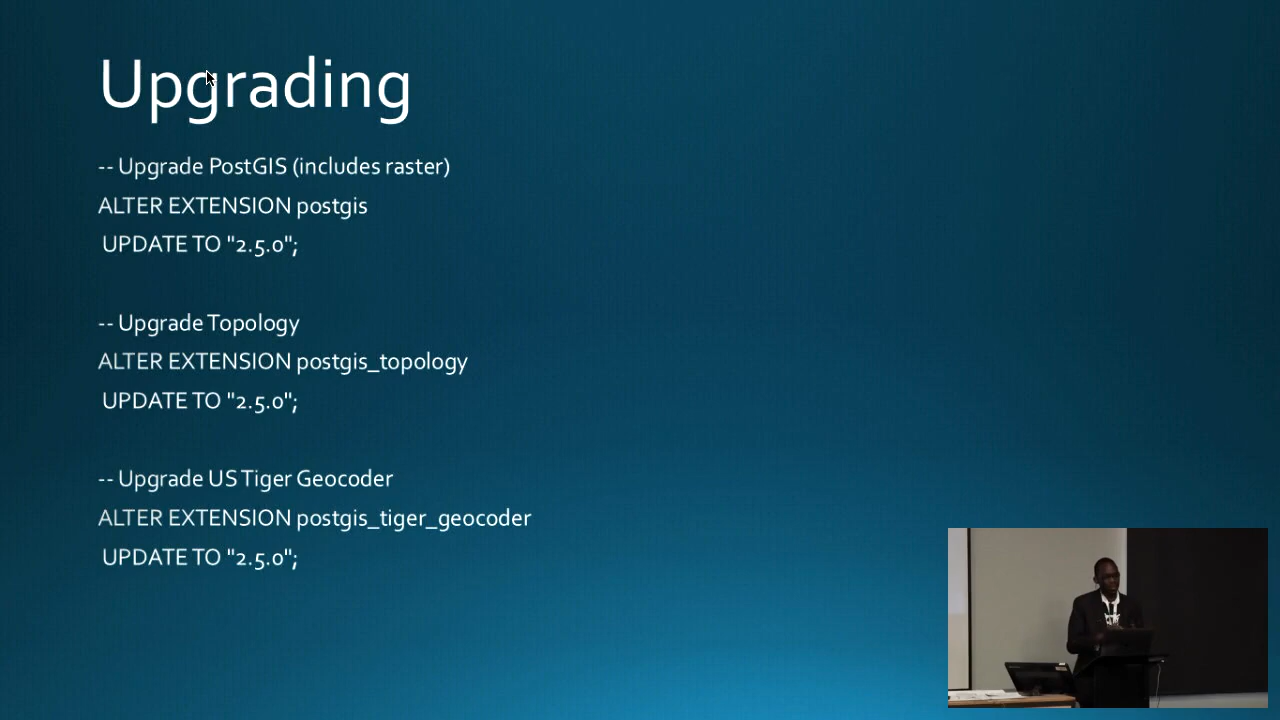 Upgrading
-- Upgrade PostGIS (includes raster)
ALTER EXTENSION postgis
UPDATE TO "2.5.0";
-- Upgrade Topology
ALTER EXTENSION postgis_topology
UPDATE TO "2.5.0";
-- Upgrade US Tiger Geocoder
ALTER EXTENSION postgis_tiger_geocoder
UPDATE TO "2.5.0";